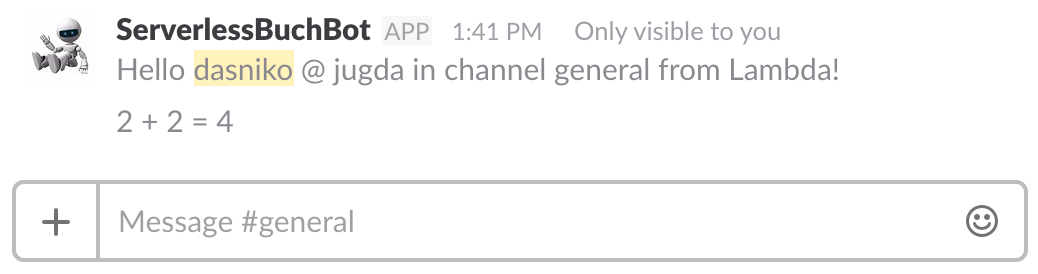 ServerlessBuchBot APP 1:41 PM Only visible to you
Hello dasniko @ jugda in channel general from Lambda!
2 + 2 = 4
Message #general